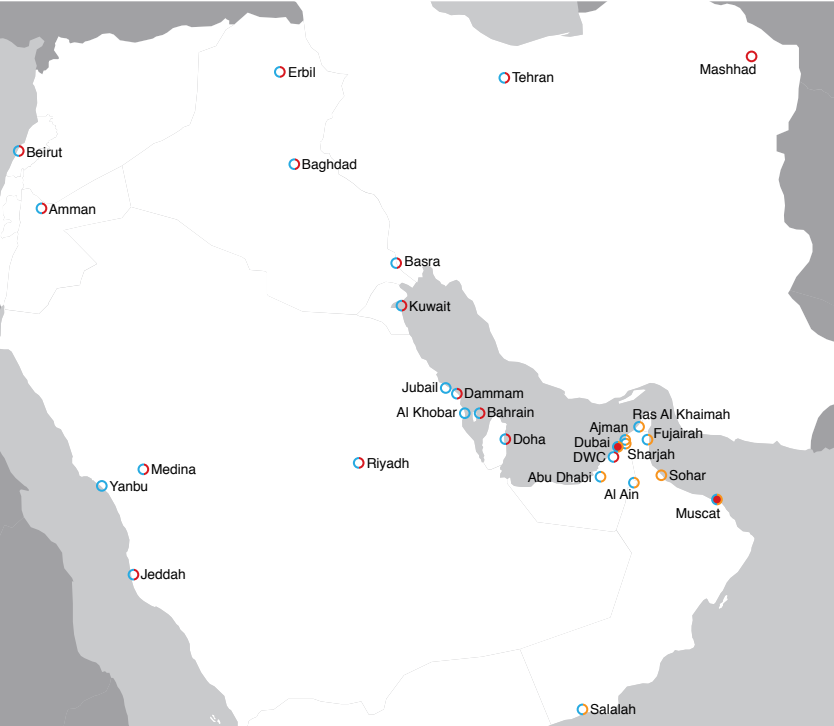 Erbil
Tehran
Mashhad
Beirut
Baghdad
Amman
Basra
Kuwait
Jubail
Dammam
Al Khobar
Bahrain
Ras Al Khaimah
Ajman
Fujairah
Doha
Dubai
Sharjah
DWC
Riyadh
Medina
Abu Dhabi
Sohar
Yanbu
Al Ain
Muscat
Jeddah
Salalah